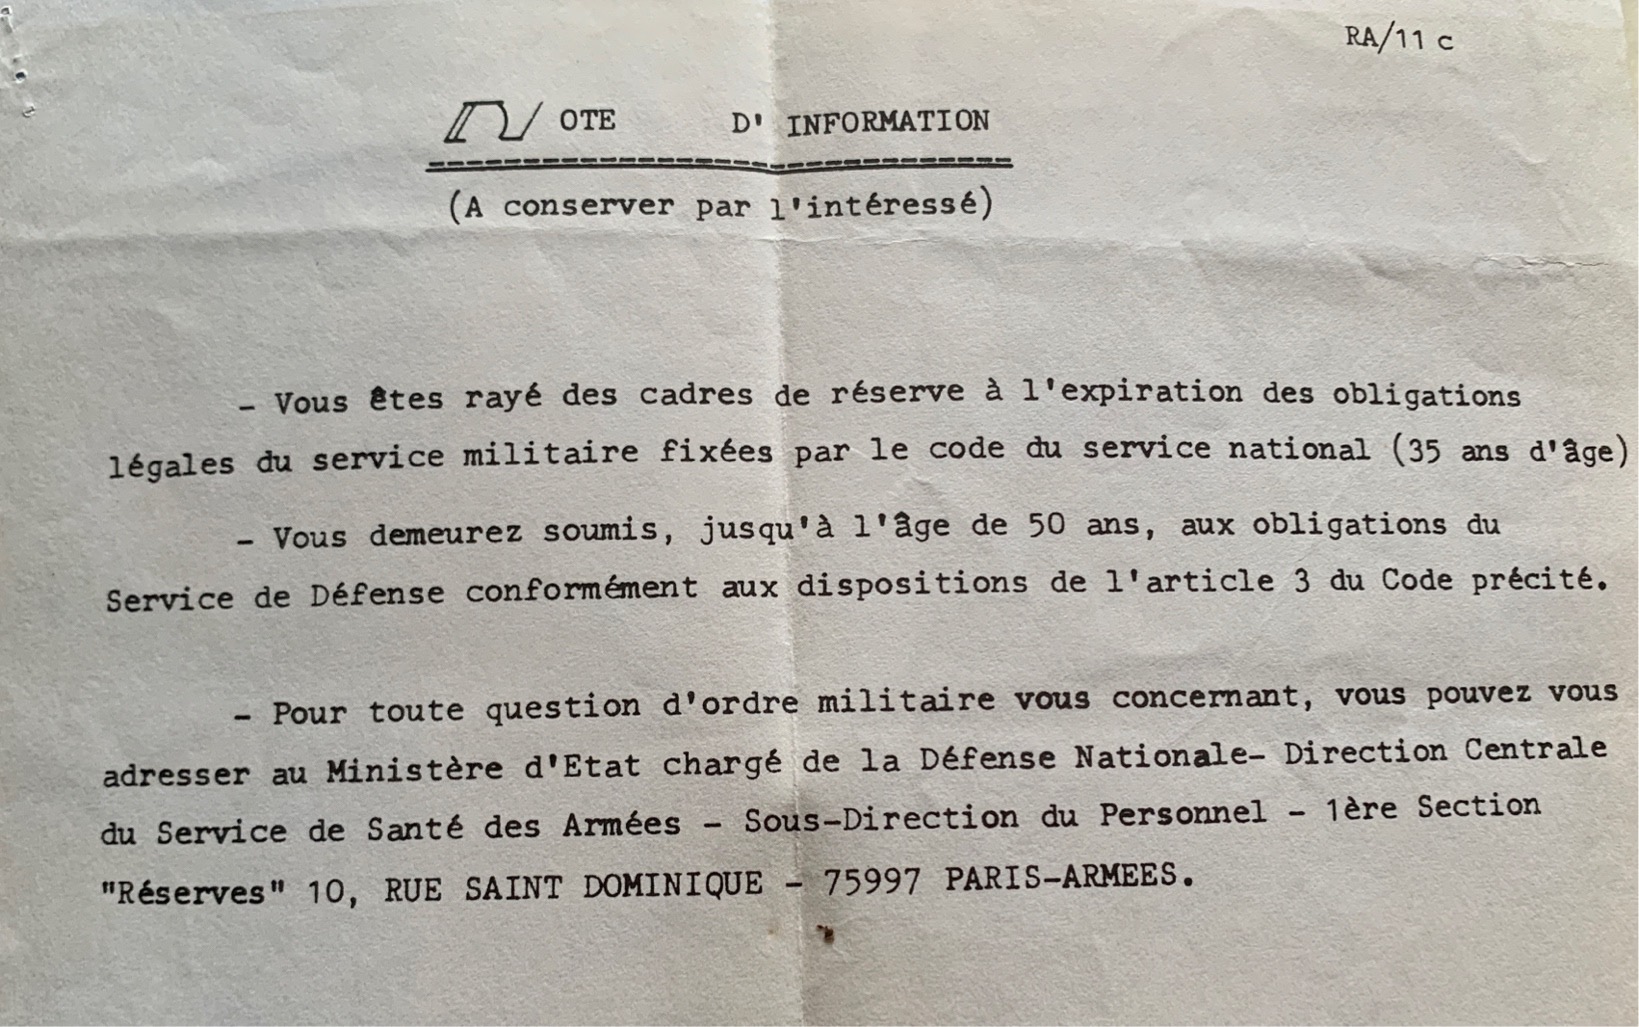 RA/11 c
NOTE D' INFORMATION
(A conserver par l'intéressé)
- Vous êtes rayé des cadres de réserve à l'expiration des obligations
légales du service militaire fixées par le code du service national (35 ans d'âge)
- Vous demeurez soumis, jusqu'à l'âge de 50 ans, aux obligations du
Service de Défense conformément aux dispositions de l'article 3 du Code précité.
- Pour toute question d'ordre militaire vous concernant, vous pouvez vous
adresser au Ministère d'Etat chargé de la Défense Nationale- Direction Centrale
du Service de Santé des Armées - Sous-Direction du Personnel - 1ère Section
"Réserves" 10, RUE SAINT DOMINIQUE - 75997 PARIS-ARMEES.